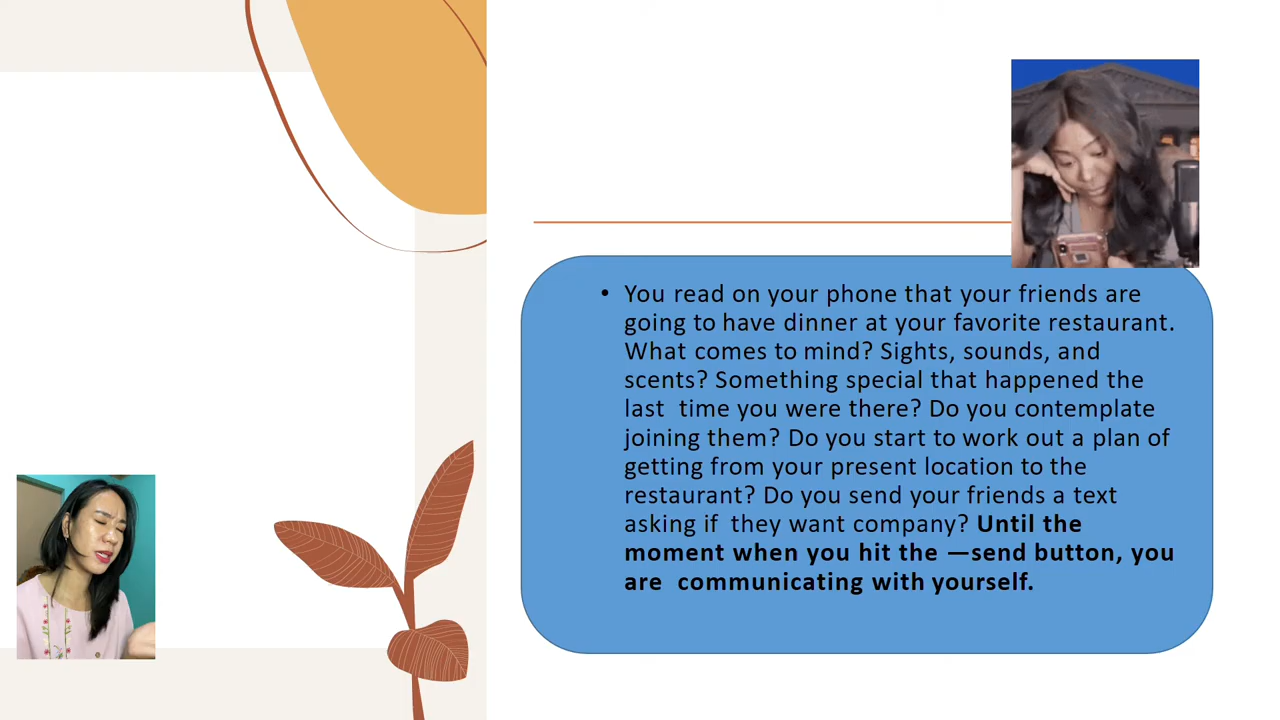 • You read on your phone that your friends are
going to have dinner at your favorite restaurant.
What comes to mind? Sights, sounds, and
scents? Something special that happened the
last  time you were there? Do you contemplate
joining them? Do you start to work out a plan of
getting from your present location to the
restaurant? Do you send your friends a text
asking if  they want company? Until the
moment when you hit the —send button, you
are  communicating with yourself.